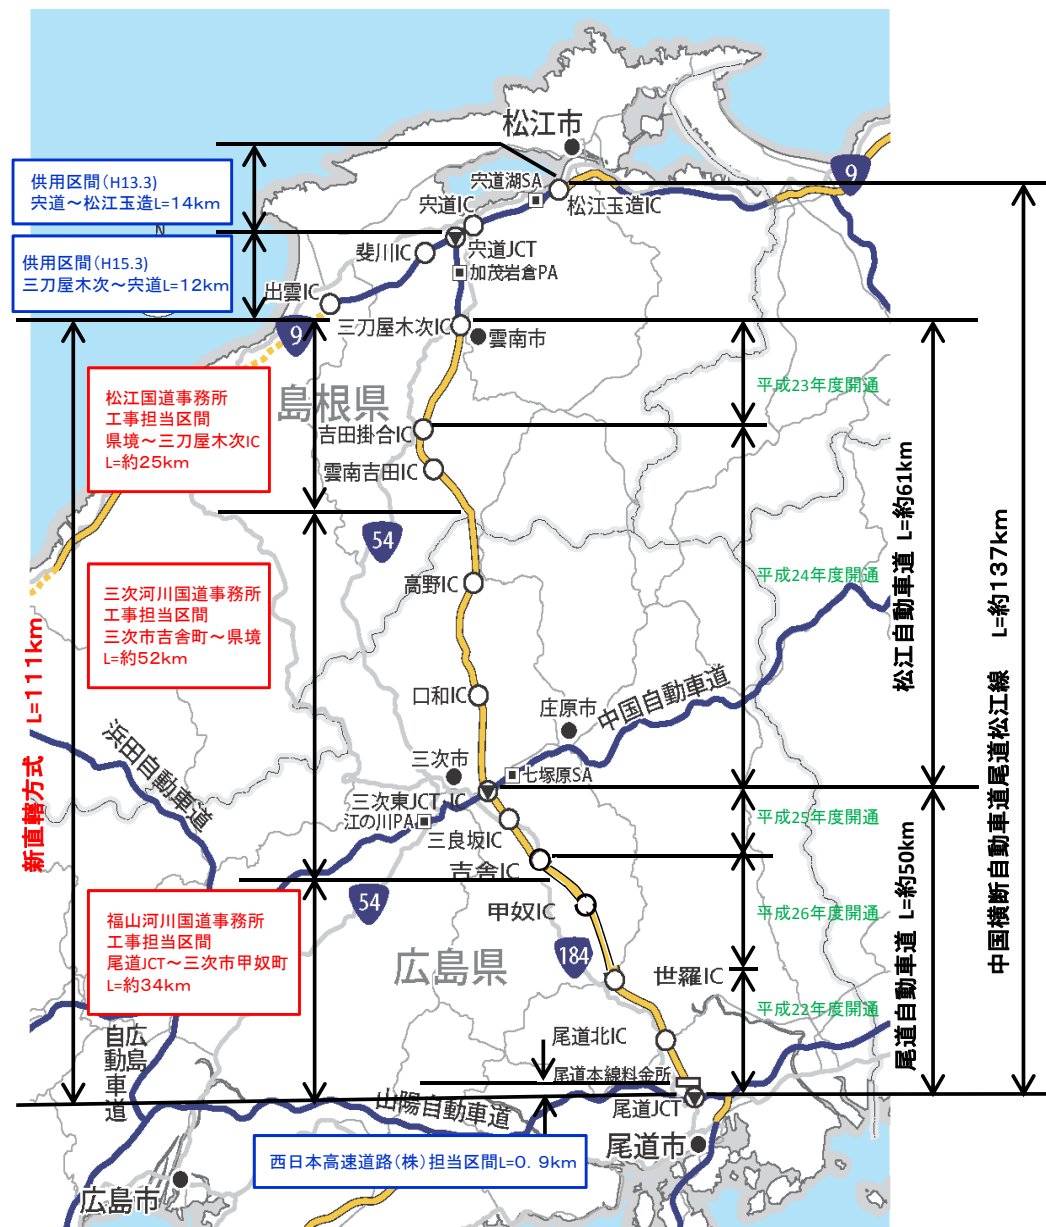 松江市
9
供用区間(H13.3)
宍道～松江玉造L=14km
宍道湖SA
松江玉造IC
宍道IC
N
宍道JCT
斐川IC
供用区間(H15.3)
三刀屋木次～宍道L=12km
加茂岩倉PA
出雲IC
9
三刀屋木次IC
雲南市
松江国道事務所
工事担当区間
県境～三刀屋木次IC
L=約25km
島根県
平成23年度開通
吉田掛合IC
雲南吉田IC
54
松江自動車道 L=約61km
中国横断自動車道尾道松江線 L=約137km
三次河川国道事務所
工事担当区間
三次市吉舎町～県境
L=約52km
高野IC
平成24年度開通
新直轄方式 L=111km
口和IC
庄原市
中国自動車道
浜田自動車道
三次市
七塚原SA
三次東JCT・IC
江の川PA
三良坂IC
平成25年度開通
吉舎IC
54
福山河川国道事務所
工事担当区間
尾道JCT～三次市甲奴町
L=約34km
甲奴IC
平成26年度開通
尾道自動車道 L=約50km
広島県
184
世羅IC
平成22年度開通
広島自動車道
尾道北IC
尾道本線料金所
山陽自動車道
尾道JCT
尾道市
西日本高速道路(株)担当区間L=0. 9km
広島市